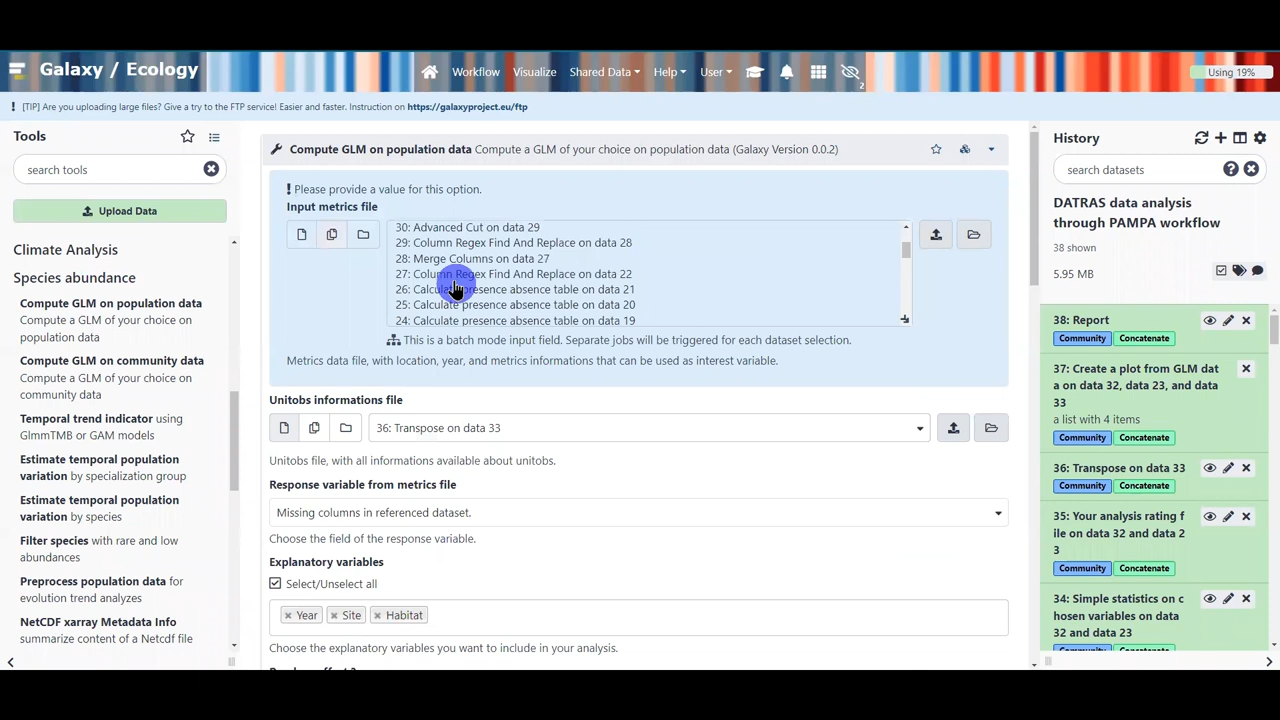 Galaxy / Ecology
Workflow Visualize Shared Data Help User 2 Using 19%
! [TIP] Are you uploading large files? Give a try to the FTP service! Easier and faster. Instruction on https://galaxyproject.eu/ftp
Tools
search tools
Upload Data
Climate Analysis
Species abundance
Compute GLM on population data
Compute a GLM of your choice on
population data
Compute GLM on community data
Calculate a GLM of your choice on
community data
Temporal trend indicator using
GlmmTMB or GAM models
Estimate temporal population
variation by specialization group
Estimate temporal population
variation by species
Filter species with rare and low
abundances
Preprocess population data for
evolution trend analyzes
NetCDF xarray Metadata Info
summarize content of a Netcdf file
Compute GLM on population data Compute a GLM of your choice on population data (Galaxy Version 0.0.2)
! Please provide a value for this option.
Input metrics file
30: Advanced Cut on data 29
29: Column Regex Find And Replace on data 28
28: Merge Columns on data 27
27: Column Regex Find And Replace on data 22
26: Calculate presence absence table on data 21
25: Calculate presence absence table on data 20
24: Calculate presence absence table on data 19
This is a batch mode input field. Separate jobs will be triggered for each dataset selection.
Metrics data file, with location, year, and metrics informations that can be used as interest variable.
Unitobs informations file
36: Transpose on data 33
Unitobs file, with all informations available about unitobs.
Response variable from metrics file
Missing columns in referenced dataset.
Choose the field of the response variable.
Explanatory variables
Select/Unselect all
Year Site Habitat
Choose the explanatory variables you want to include in your analysis.
History
search datasets
DATRAS data analysis
through PAMPA workflow
38 shown
5.95 MB
38: Report
Community Concatenate
37: Create a plot from GLM dat
a on data 32, data 23, and data
33
a list with 4 items
Community Concatenate
36: Transpose on data 33
Community Concatenate
35: Your analysis rating f
ile on data 32 and data 2
3
Community Concatenate
34: Simple statistics on c
hosen variables on data
32 and data 23